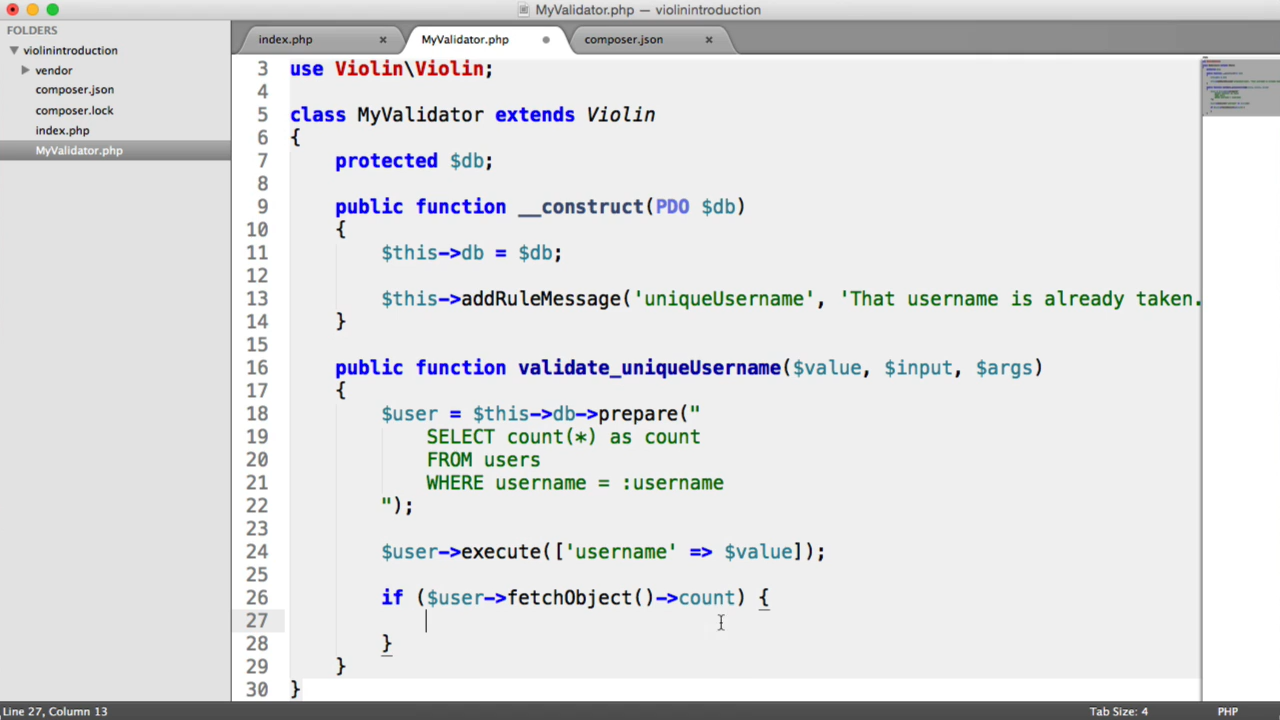 MyValidator.php — violinintroduction
FOLDERS
violinintroduction
vendor
composer.json
composer.lock
index.php
MyValidator.php
index.php × MyValidator.php composer.json ×
3 use Violin\Violin;
4
5 class MyValidator extends Violin
6 {
7 protected $db;
8
9 public function __construct(PDO $db)
10 {
11 $this->db = $db;
12
13 $this->addRuleMessage('uniqueUsername', 'That username is already taken.
14 }
15
16 public function validate_uniqueUsername($value, $input, $args)
17 {
18 $user = $this->db->prepare("
19 SELECT count(*) as count
20 FROM users
21 WHERE username = :username
22 ");
23
24 $user->execute(['username' => $value]);
25
26 if ($user->fetchObject()->count) {
27
28 }
29 }
30 }
Line 27, Column 13 Tab Size: 4 PHP